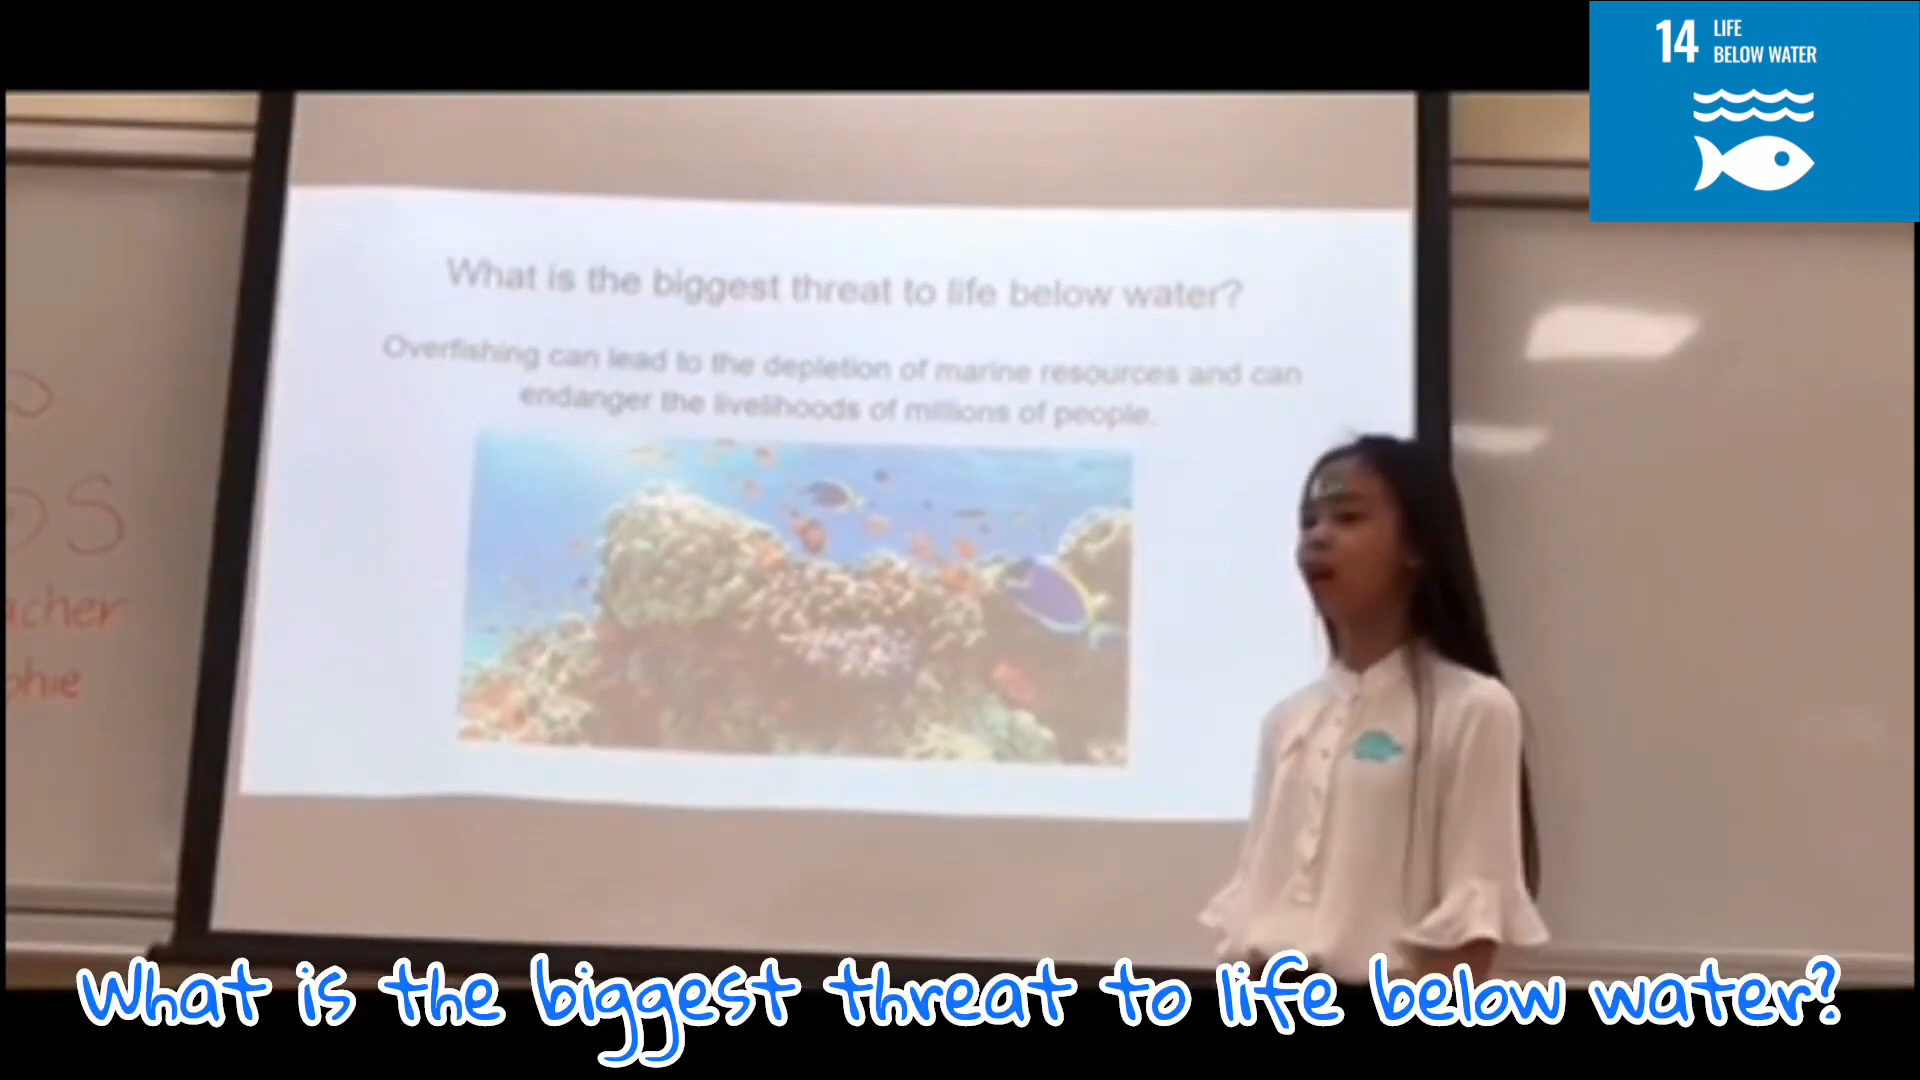 14 LIFE
BELOW WATER
What is the biggest threat to life below water?
Overfishing can lead to the depletion of marine resources and can
endanger the livelihoods of millions of people.
What is the biggest threat to life below water?